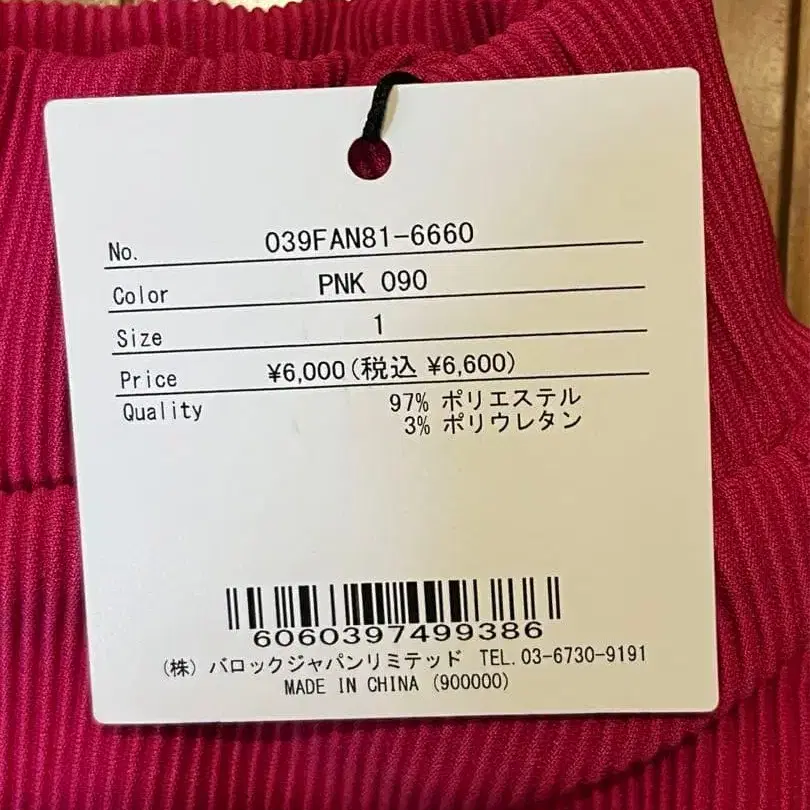 No. 039FAN81-6660
Color PNK 090
Size 1
Price ¥6,000(税込 ¥6,600)
Quality 97% ポリエステル
3% ポリウレタン
6060397499386
(株) バロックジャパンリミテッド TEL.03-6730-9191
MADE IN CHINA (900000)